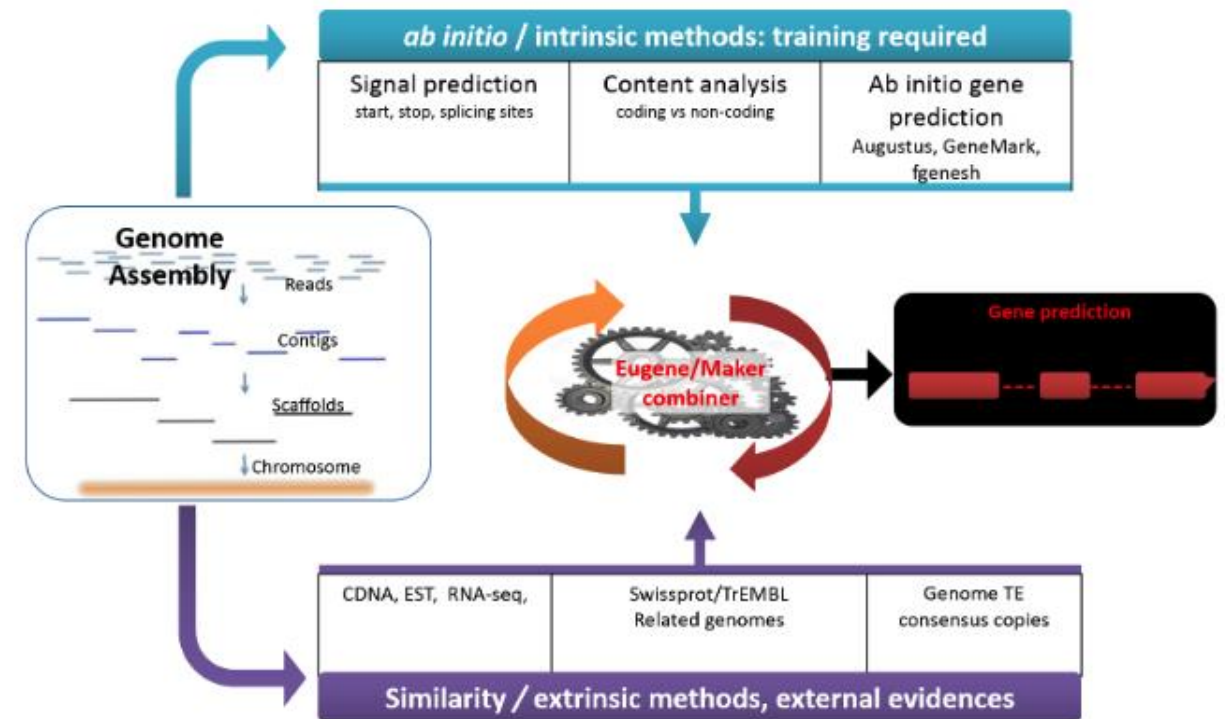 ab initio / intrinsic methods: training required
Signal prediction
start, stop, splicing sites
Content analysis
coding vs non-coding
Ab initio gene
prediction
Augustus, GeneMark,
fgenesh
Genome
Assembly
Reads
Contigs
Scaffolds
Chromosome
Eugene/Maker
combiner
Gene prediction
CDNA, EST, RNA-seq,
Swissprot/TrEMBL
Related genomes
Genome TE
consensus copies
Similarity / extrinsic methods, external evidences